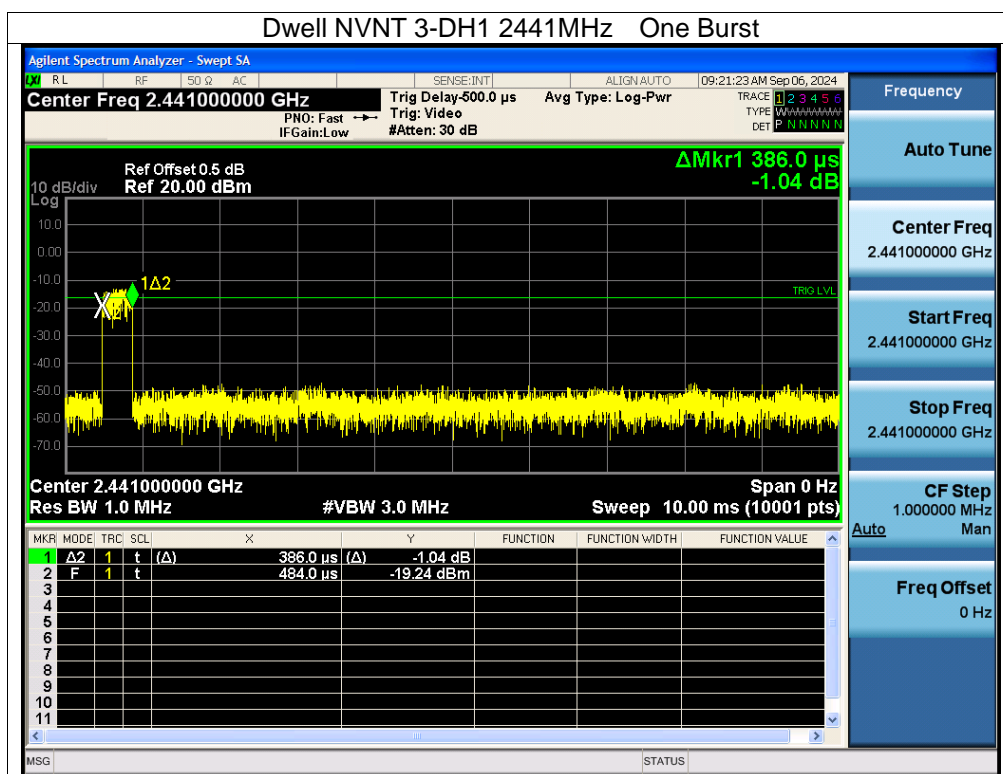 Dwell NVNT 3-DH1 2441MHz One Burst
Agilent Spectrum Analyzer - Swept SA
LXI RL RF 50 Ω AC SENSE:INT ALIGN AUTO 09:21:23 AM Sep 06, 2024
Center Freq 2.441000000 GHz
PNO: Fast
IFGain:Low
Trig Delay-500.0 µs
Trig: Video
#Atten: 30 dB
Avg Type: Log-Pwr
TRACE 1 2 3 4 5 6
TYPE WWWWWW
DET P N N N N N
ΔMkr1 386.0 µs
-1.04 dB
Ref Offset 0.5 dB
10 dB/div Ref 20.00 dBm
Log
10.0
0.00
-10.0
-20.0
-30.0
-40.0
-50.0
-60.0
-70.0
1Δ2
TRIG LVL
Center 2.441000000 GHz Span 0 Hz
Res BW 1.0 MHz #VBW 3.0 MHz Sweep 10.00 ms (10001 pts)
MKR MODE TRC SCL X Y FUNCTION FUNCTION WIDTH FUNCTION VALUE
1 Δ2 1 t (Δ) 386.0 µs (Δ) -1.04 dB
2 F 1 t 484.0 µs -19.24 dBm
3
4
5
6
7
8
9
10
11
MSG STATUS
Frequency
Auto Tune
Center Freq
2.441000000 GHz
Start Freq
2.441000000 GHz
Stop Freq
2.441000000 GHz
CF Step
1.000000 MHz
Auto Man
Freq Offset
0 Hz